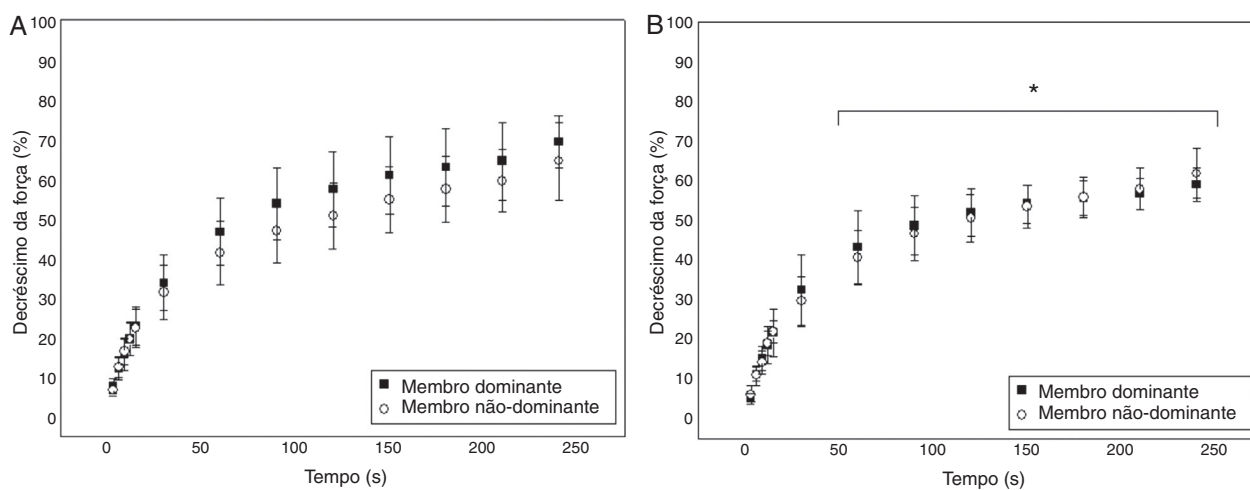 A
100
90
80
70
60
50
40
30
20
10
0
Decréscimo da força (%)
0 50 100 150 200 250
Tempo (s)
Membro dominante
Membro não-dominante
B
100
90
80
70
60
50
40
30
20
10
0
Decréscimo da força (%)
*
0 50 100 150 200 250
Tempo (s)
Membro dominante
Membro não-dominante